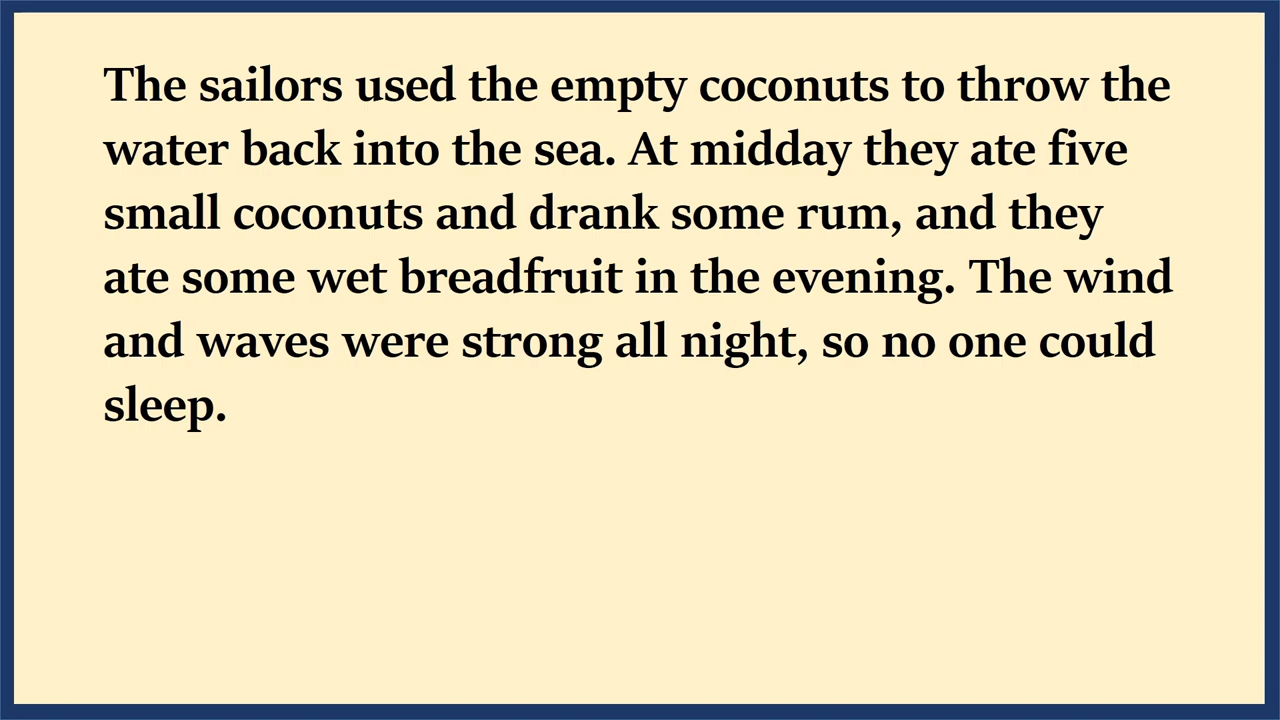 The sailors used the empty coconuts to throw the
water back into the sea. At midday they ate five
small coconuts and drank some rum, and they
ate some wet breadfruit in the evening. The wind
and waves were strong all night, so no one could
sleep.